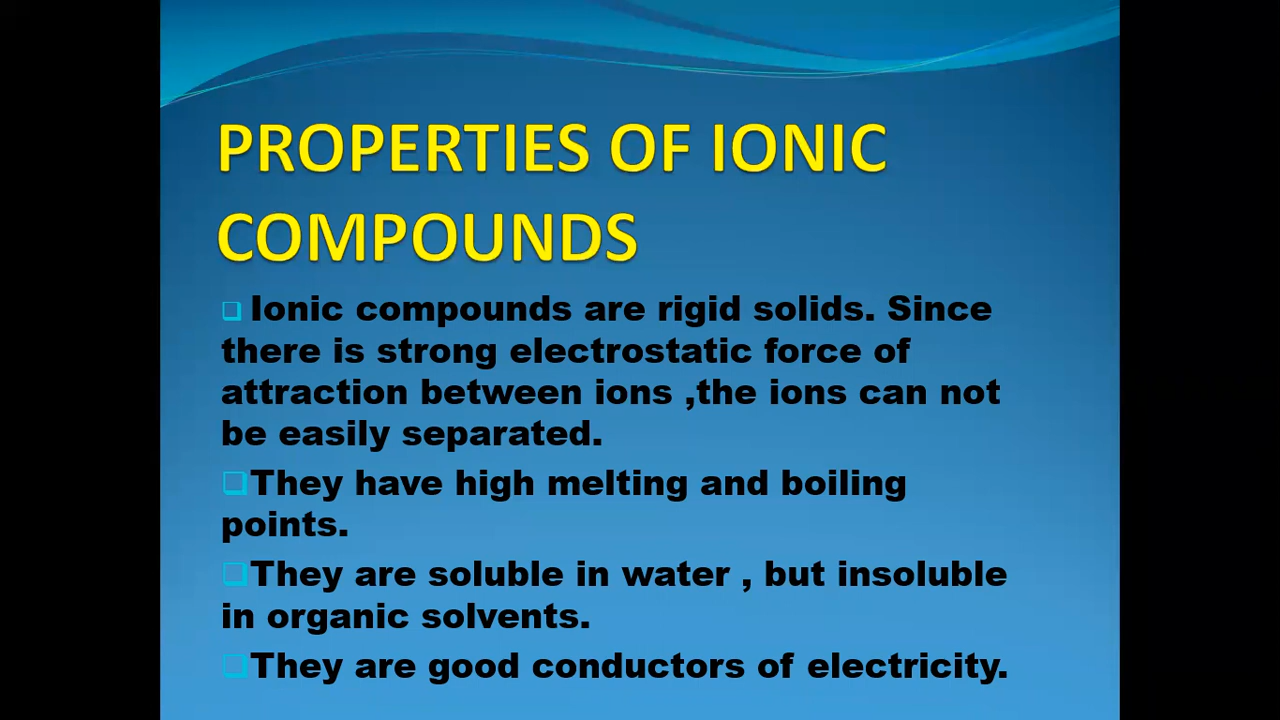 PROPERTIES OF IONIC
COMPOUNDS
Ionic compounds are rigid solids. Since
there is strong electrostatic force of
attraction between ions ,the ions can not
be easily separated.
They have high melting and boiling
points.
They are soluble in water , but insoluble
in organic solvents.
They are good conductors of electricity.